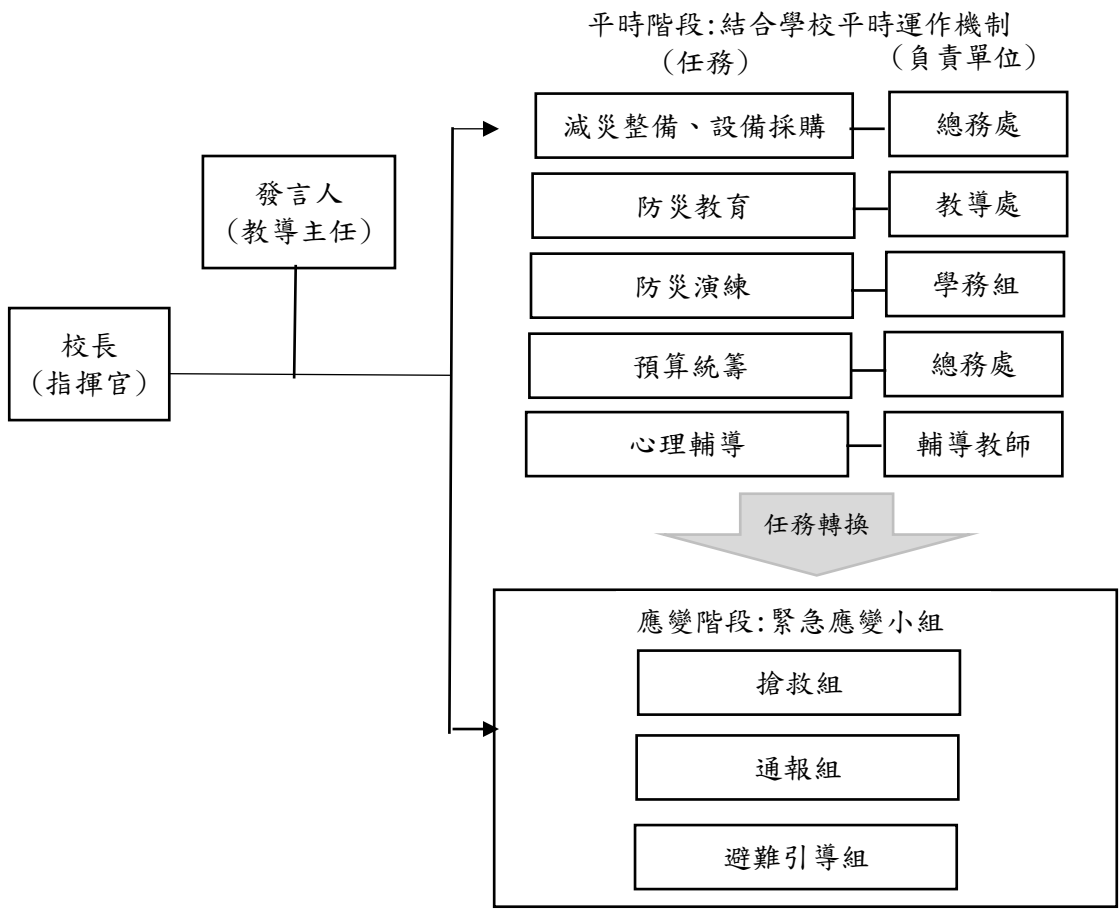 平時階段:結合學校平時運作機制
(任務)
(負責單位)
減災整備、設備採購
總務處
發言人
(教導主任)
防災教育
教導處
防災演練
學務組
校長
(指揮官)
預算統籌
總務處
心理輔導
輔導教師
任務轉換
應變階段:緊急應變小組
搶救組
通報組
避難引導組